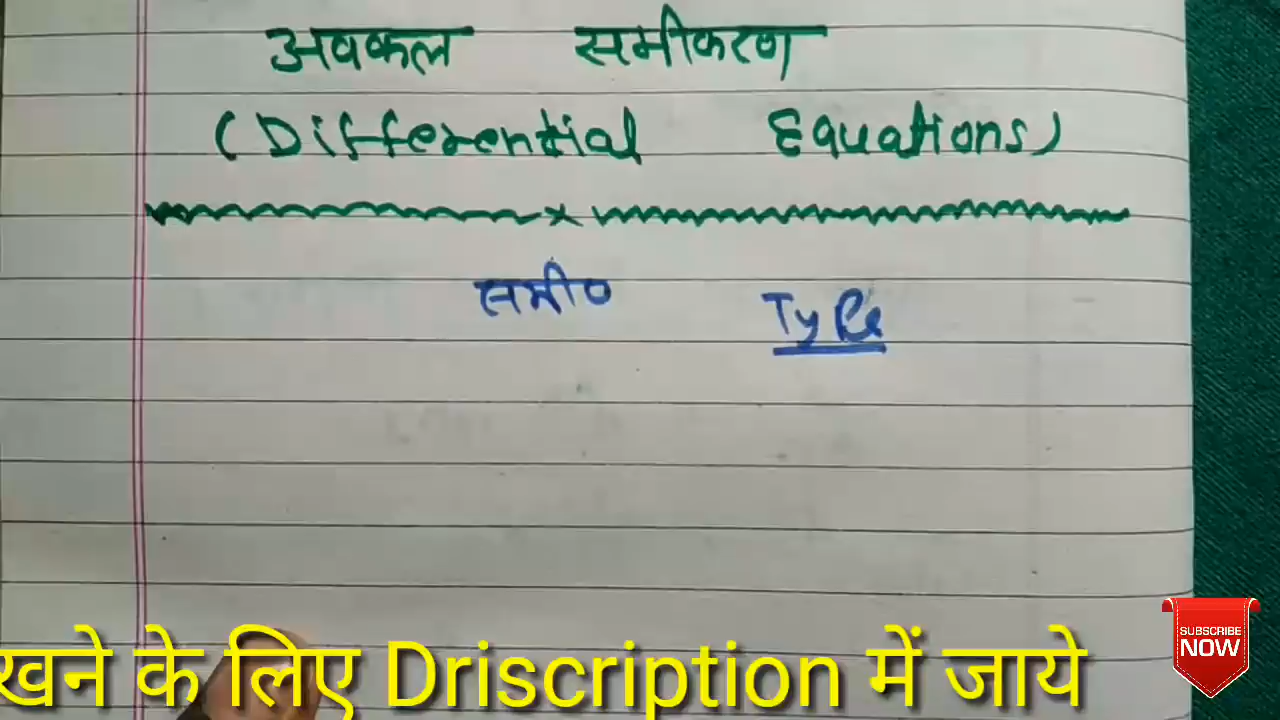 अवकल समीकरण
(Differential Equations)
समी० Type
खने के लिए Driscription में जाये
SUBSCRIBE
NOW